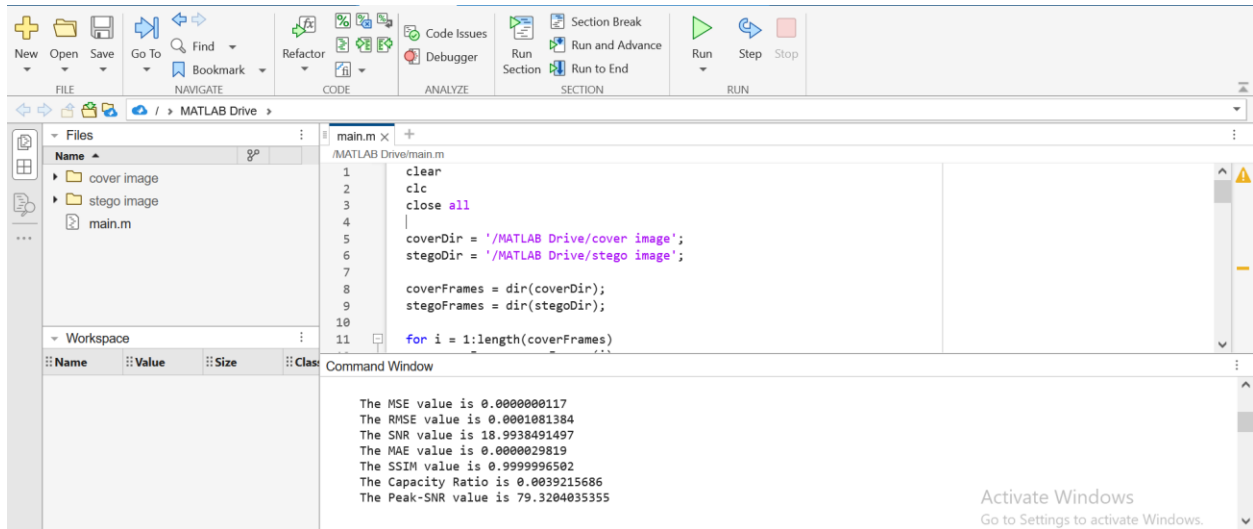 New
Open
Save
Go To
Find
Bookmark
Refactor
Code Issues
Debugger
Run Section
Section Break
Run and Advance
Run to End
Run
Step
Stop
FILE
NAVIGATE
CODE
ANALYZE
SECTION
RUN
/ › MATLAB Drive ›
Files
Name
cover image
stego image
main.m
Workspace
Name Value Size Clas
main.m × +
/MATLAB Drive/main.m
1 clear
2 clc
3 close all
4
5 coverDir = '/MATLAB Drive/cover image';
6 stegoDir = '/MATLAB Drive/stego image';
7
8 coverFrames = dir(coverDir);
9 stegoFrames = dir(stegoDir);
10
11 for i = 1:length(coverFrames)
Command Window
The MSE value is 0.0000000117
The RMSE value is 0.0001081384
The SNR value is 18.9938491497
The MAE value is 0.0000029819
The SSIM value is 0.9999996502
The Capacity Ratio is 0.0039215686
The Peak-SNR value is 79.3204035355
Activate Windows
Go to Settings to activate Windows.